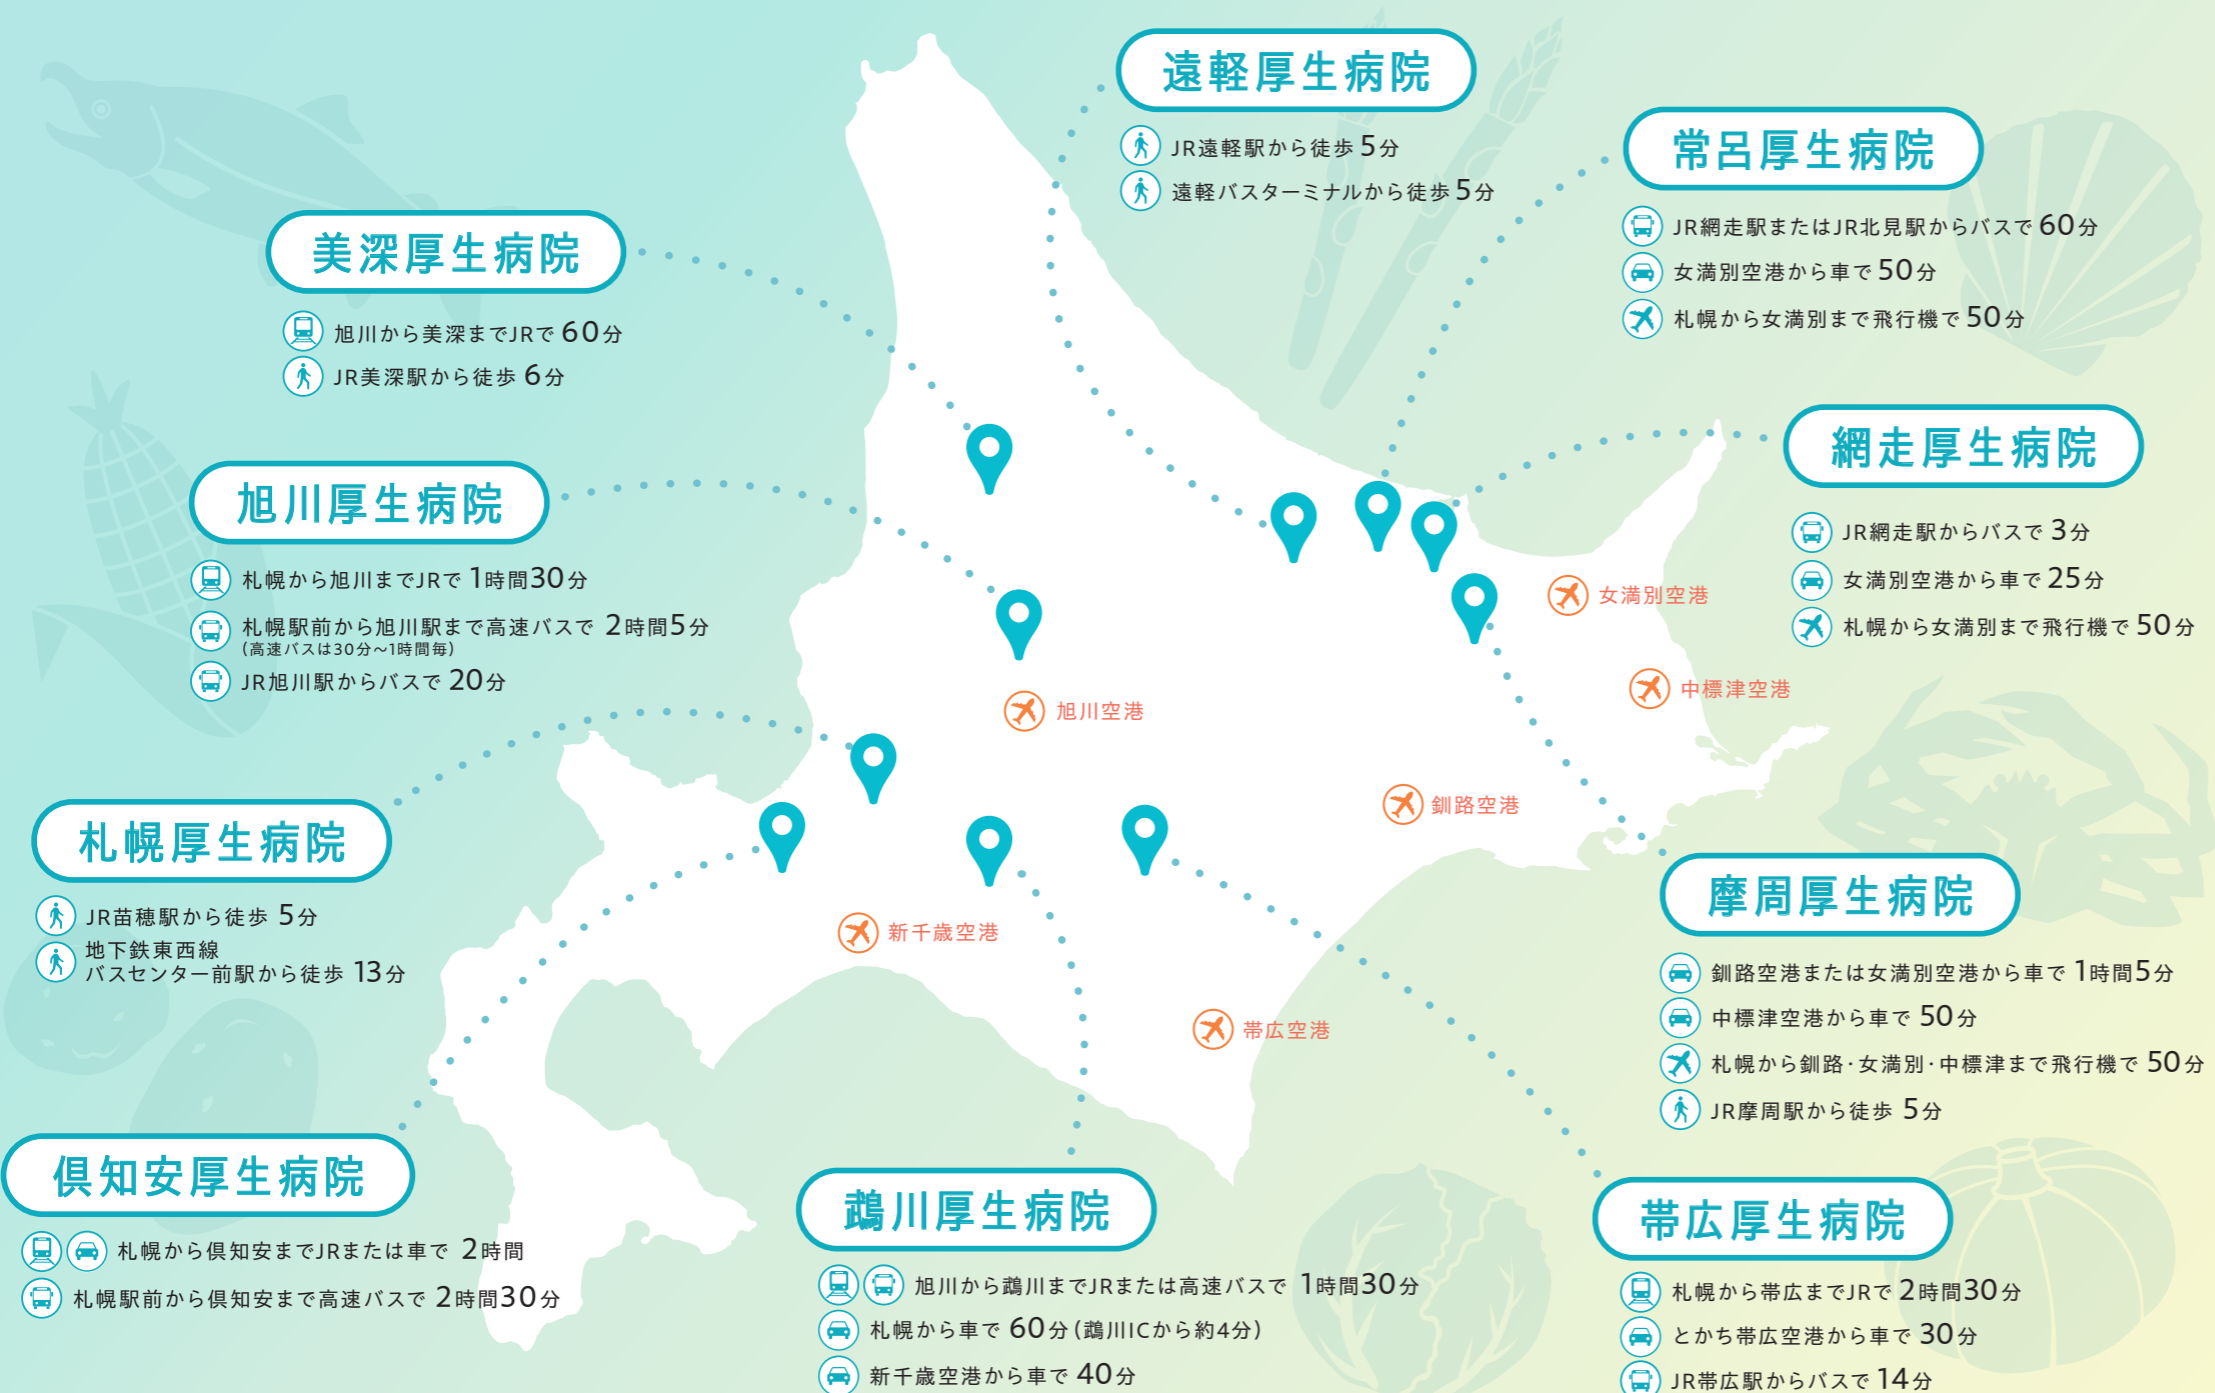 遠軽厚生病院
JR遠軽駅から徒歩 5分
遠軽バスターミナルから徒歩 5分
常呂厚生病院
JR網走駅またはJR北見駅からバスで 60分
女満別空港から車で 50分
札幌から女満別まで飛行機で 50分
美深厚生病院
旭川から美深までJRで 60分
JR美深駅から徒歩 6分
網走厚生病院
JR網走駅からバスで 3分
女満別空港から車で 25分
札幌から女満別まで飛行機で 50分
旭川厚生病院
札幌から旭川までJRで 1時間30分
札幌駅前から旭川駅まで高速バスで 2時間5分
(高速バスは30分〜1時間毎)
JR旭川駅からバスで 20分
女満別空港
中標津空港
旭川空港
釧路空港
新千歳空港
帯広空港
札幌厚生病院
JR苗穂駅から徒歩 5分
地下鉄東西線
バスセンター前駅から徒歩 13分
摩周厚生病院
釧路空港または女満別空港から車で 1時間5分
中標津空港から車で 50分
札幌から釧路・女満別・中標津まで飛行機で 50分
JR摩周駅から徒歩 5分
倶知安厚生病院
札幌から倶知安までJRまたは車で 2時間
札幌駅前から倶知安まで高速バスで 2時間30分
鵡川厚生病院
旭川から鵡川までJRまたは高速バスで 1時間30分
札幌から車で 60分(鵡川ICから約4分)
新千歳空港から車で 40分
帯広厚生病院
札幌から帯広までJRで 2時間30分
とかち帯広空港から車で 30分
JR帯広駅からバスで 14分